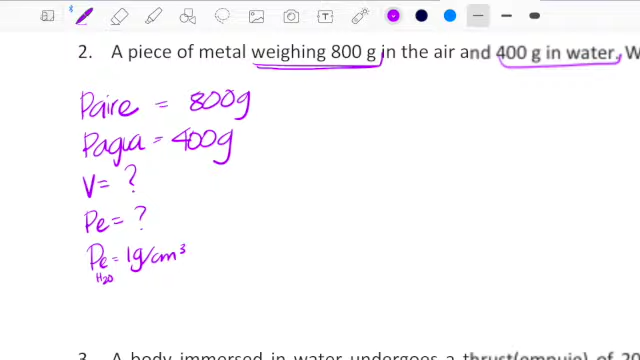 2. A piece of metal weighing 800 g in the air and 400 g in water. W
Paire = 800g
Pagua = 400g
V = ?
Pe = ?
Pe H2O = 1g/cm³
3. A body immersed in water undergoes a thrust(empuje) of 20